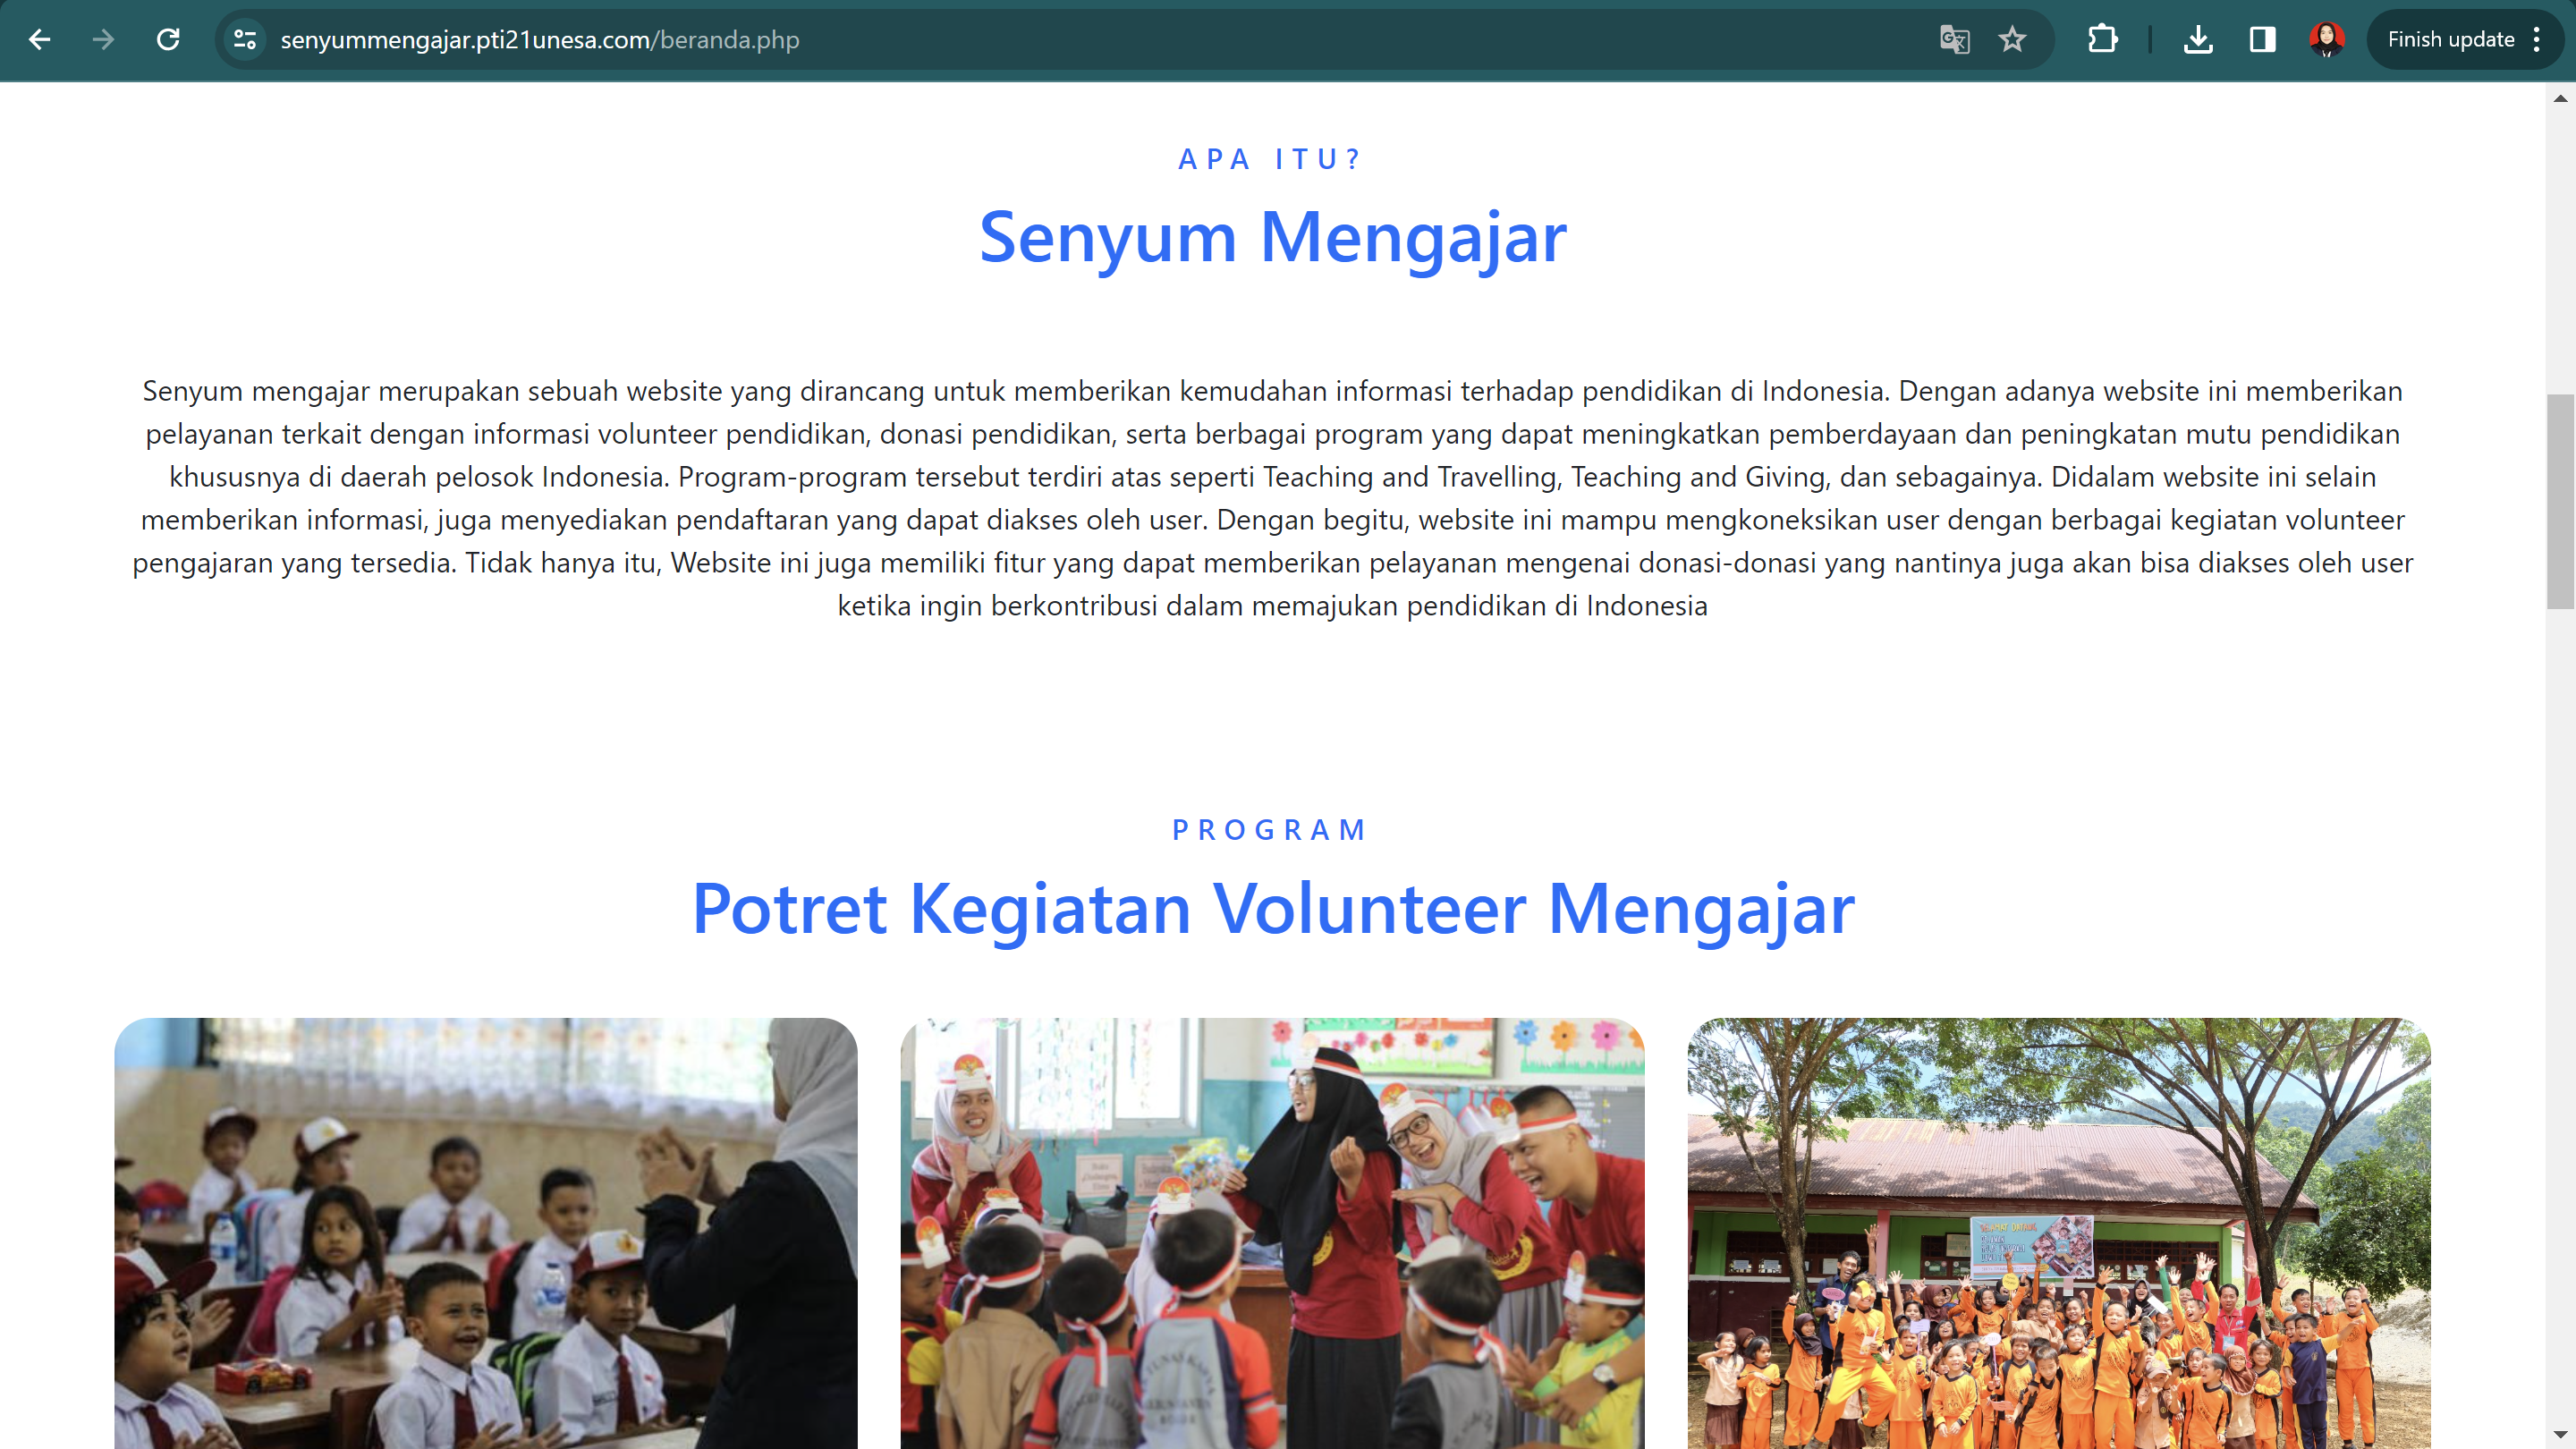 senyummengajar.pti21unesa.com/beranda.php
Finish update
APA ITU?
Senyum Mengajar
Senyum mengajar merupakan sebuah website yang dirancang untuk memberikan kemudahan informasi terhadap pendidikan di Indonesia. Dengan adanya website ini memberikan
pelayanan terkait dengan informasi volunteer pendidikan, donasi pendidikan, serta berbagai program yang dapat meningkatkan pemberdayaan dan peningkatan mutu pendidikan
khususnya di daerah pelosok Indonesia. Program-program tersebut terdiri atas seperti Teaching and Travelling, Teaching and Giving, dan sebagainya. Didalam website ini selain
memberikan informasi, juga menyediakan pendaftaran yang dapat diakses oleh user. Dengan begitu, website ini mampu mengkoneksikan user dengan berbagai kegiatan volunteer
pengajaran yang tersedia. Tidak hanya itu, Website ini juga memiliki fitur yang dapat memberikan pelayanan mengenai donasi-donasi yang nantinya juga akan bisa diakses oleh user
ketika ingin berkontribusi dalam memajukan pendidikan di Indonesia
PROGRAM
Potret Kegiatan Volunteer Mengajar